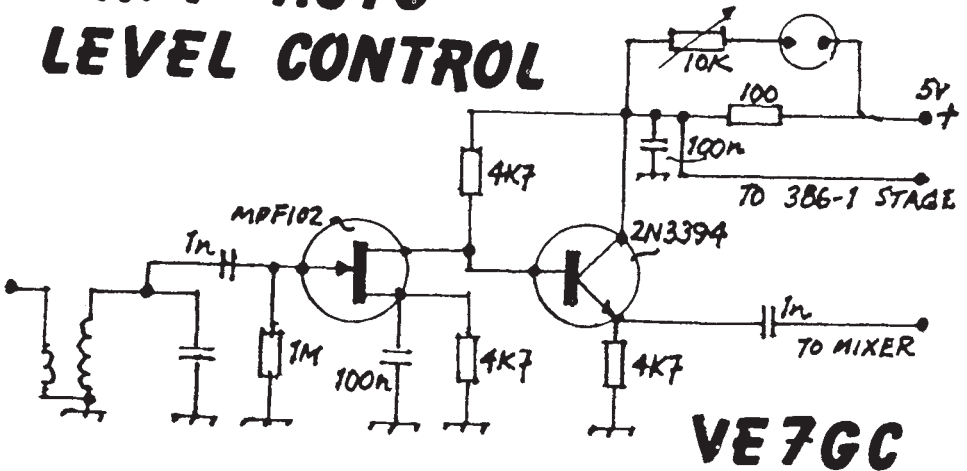 AUTO
LEVEL CONTROL
10K
100
5V
+
100n
4K7
TO 386-1 STAGE
MPF102
2N3394
1n
1n
TO MIXER
1M
100n
4K7
4K7
VE7GC